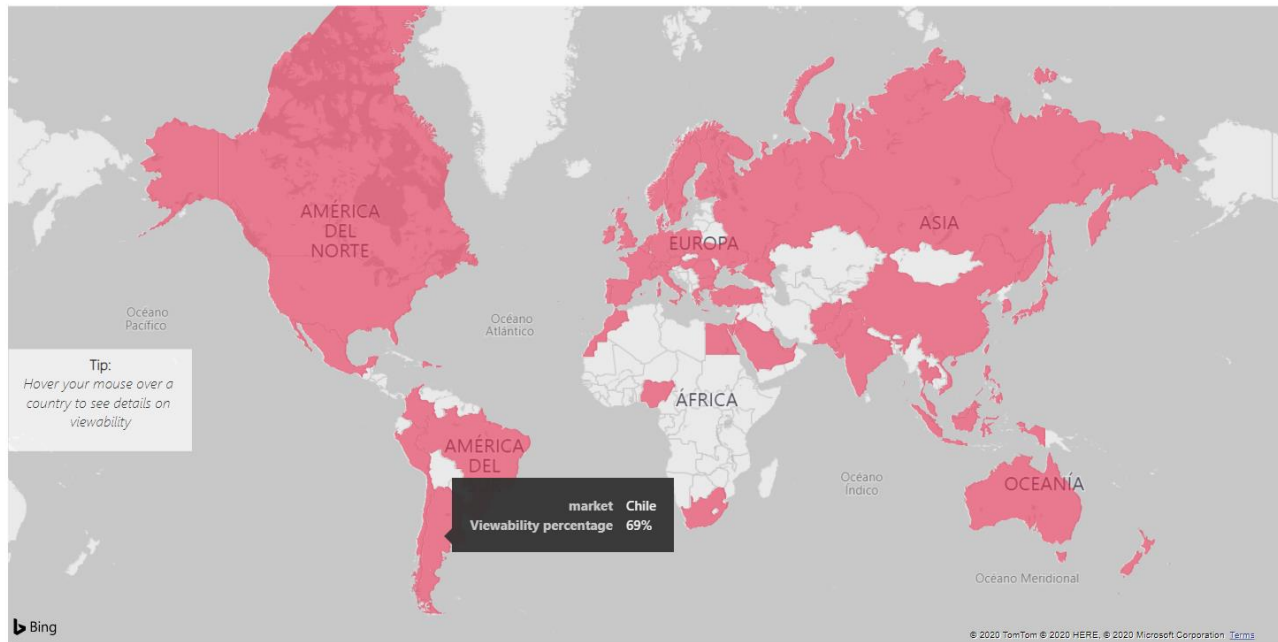 AMÉRICA
DEL
NORTE
EUROPA
ASIA
Océano
Pacífico
Océano
Atlántico
Tip:
Hover your mouse over a
country to see details on
viewability
ÁFRICA
AMÉRICA
DEL
Océano
Índico
OCEANÍA
market Chile
Viewability percentage 69%
Océano Meridional
Bing
© 2020 TomTom © 2020 HERE, © 2020 Microsoft Corporation Terms